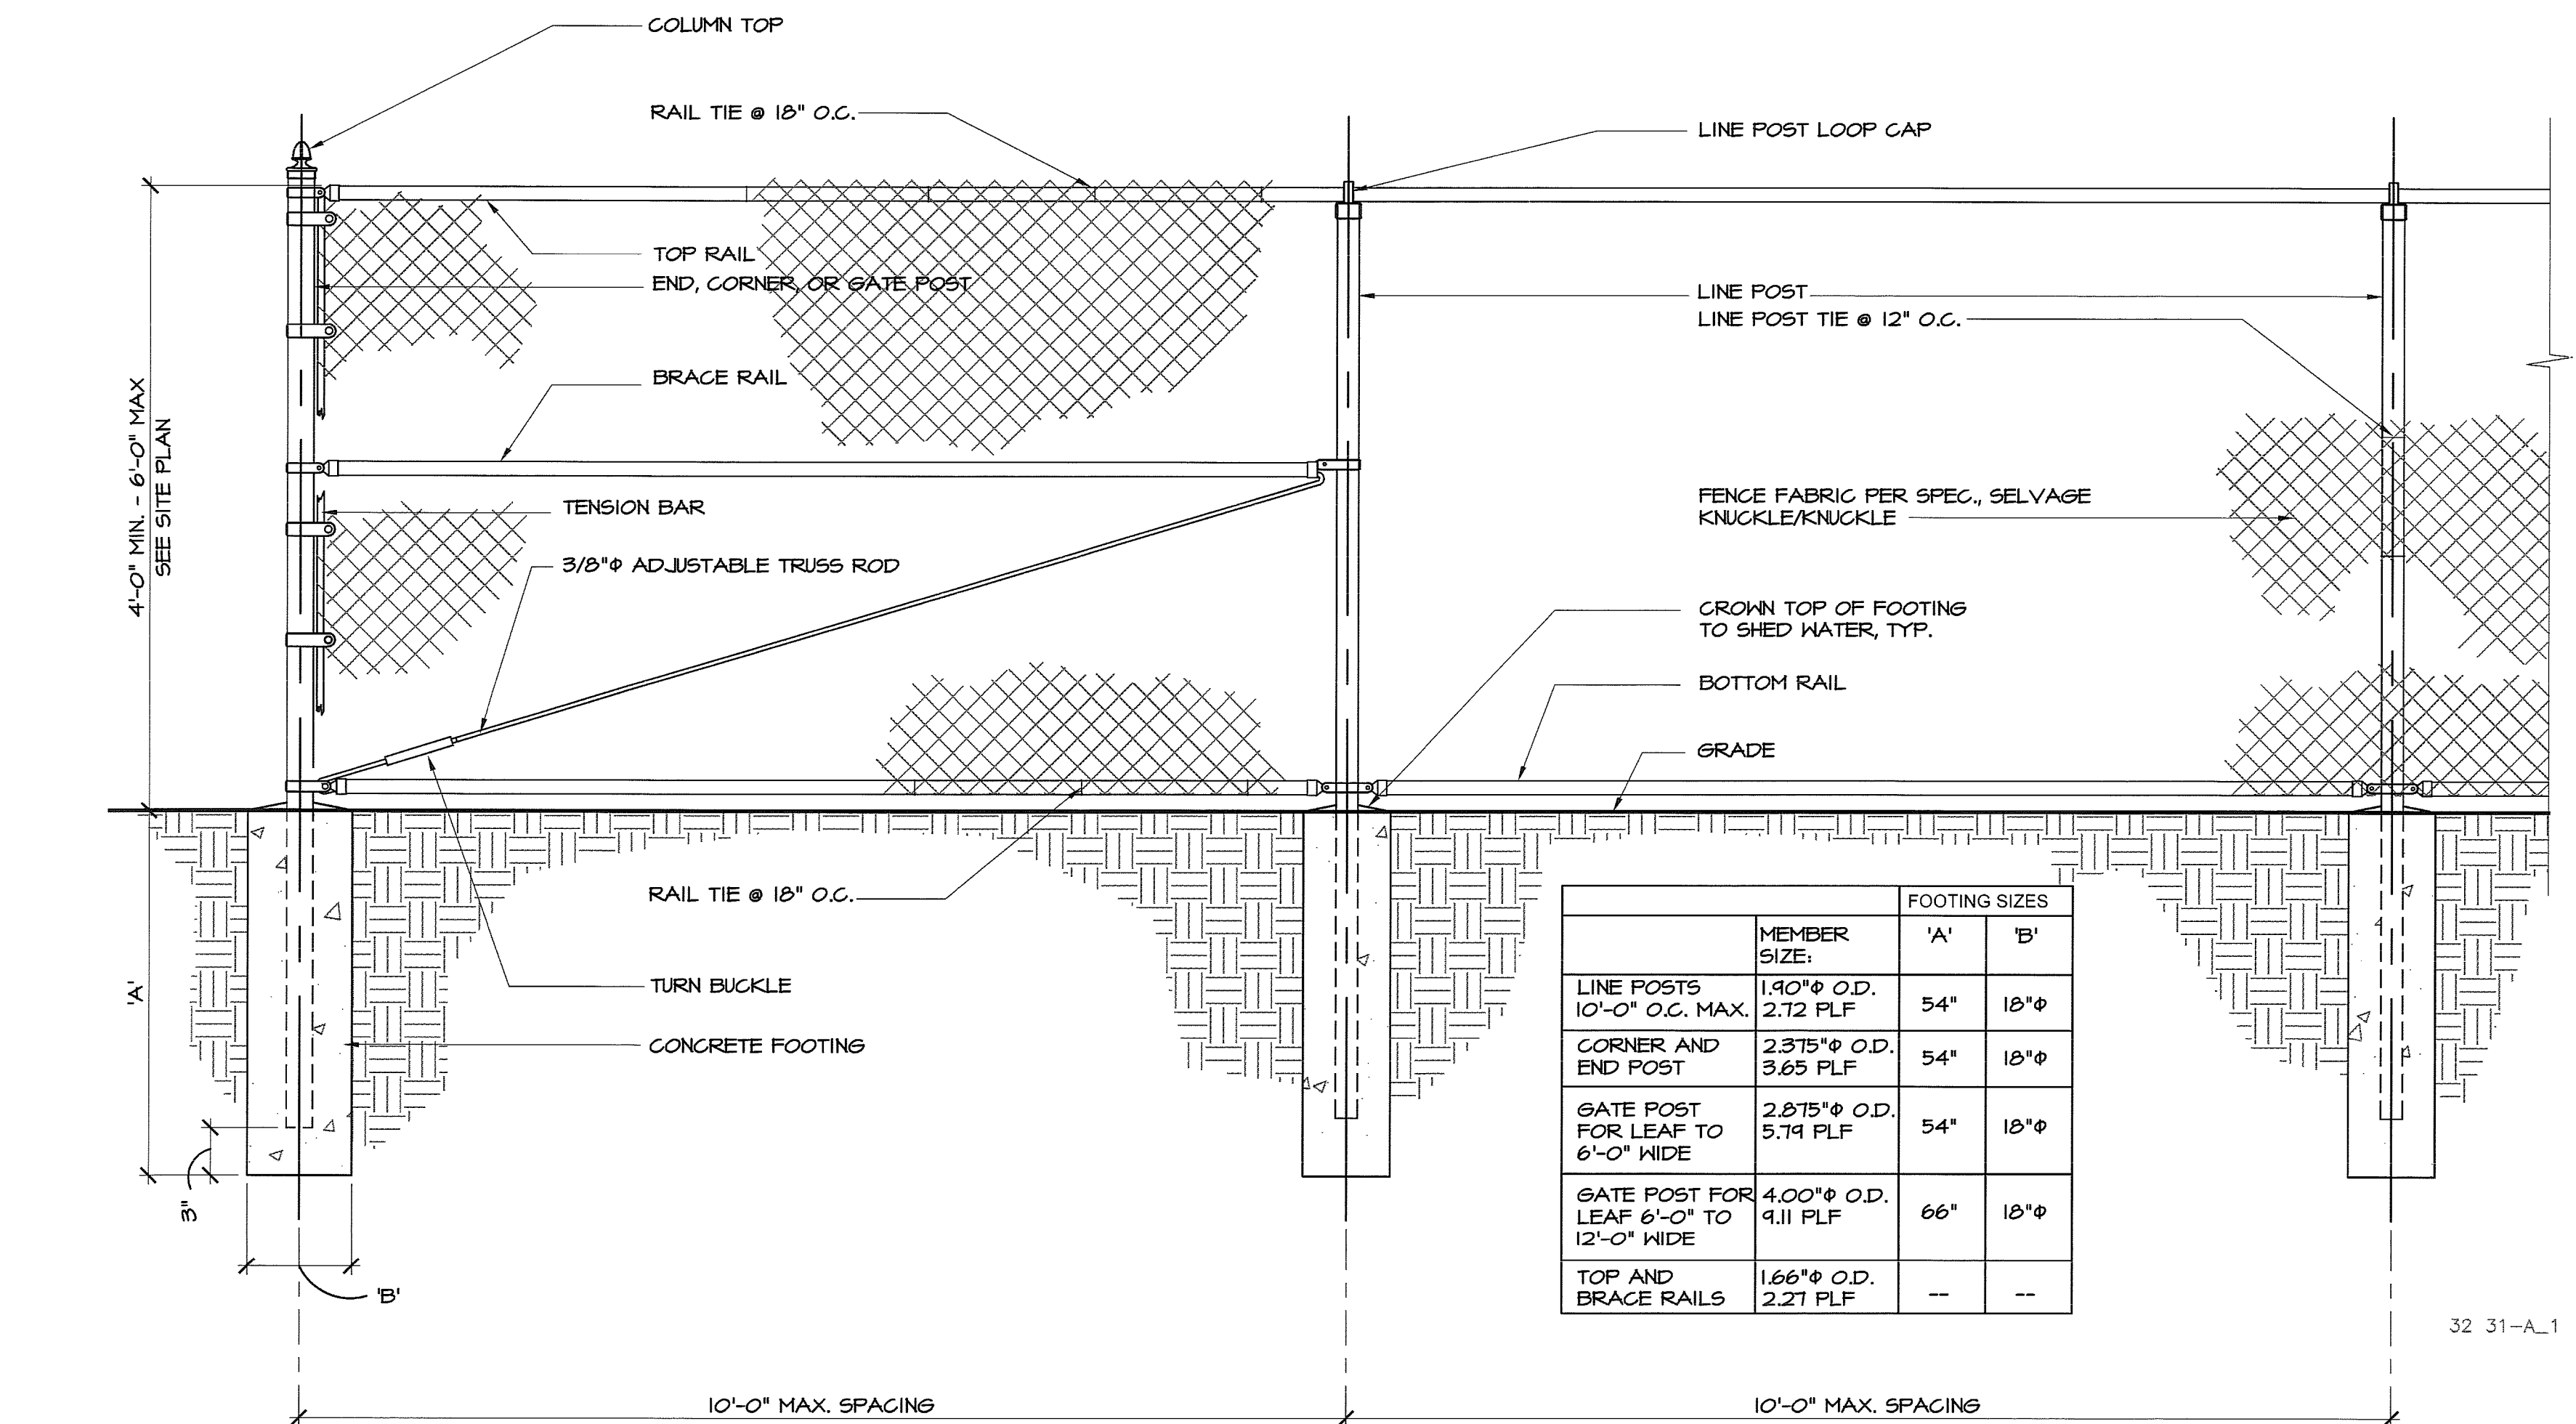 COLUMN TOP
RAIL TIE @ 18" O.C.
LINE POST LOOP CAP
TOP RAIL
END, CORNER, OR GATE POST
LINE POST
LINE POST TIE @ 12" O.C.
BRACE RAIL
4'-0" MIN. - 6'-0" MAX
SEE SITE PLAN
TENSION BAR
FENCE FABRIC PER SPEC., SELVAGE
KNUCKLE/KNUCKLE
3/8"Φ ADJUSTABLE TRUSS ROD
CROWN TOP OF FOOTING
TO SHED WATER, TYP.
BOTTOM RAIL
GRADE
RAIL TIE @ 18" O.C.
'A'
TURN BUCKLE
CONCRETE FOOTING
3"
'B'
FOOTING SIZES
MEMBER
SIZE:
'A'
'B'
LINE POSTS
10'-0" O.C. MAX.
1.90"Φ O.D.
2.72 PLF
54"
18"Φ
CORNER AND
END POST
2.375"Φ O.D.
3.65 PLF
54"
18"Φ
GATE POST
FOR LEAF TO
6'-0" WIDE
2.875"Φ O.D.
5.79 PLF
54"
18"Φ
GATE POST FOR
LEAF 6'-0" TO
12'-0" WIDE
4.00"Φ O.D.
9.11 PLF
66"
18"Φ
TOP AND
BRACE RAILS
1.66"Φ O.D.
2.27 PLF
--
--
32 31-A_1
10'-0" MAX. SPACING
10'-0" MAX. SPACING